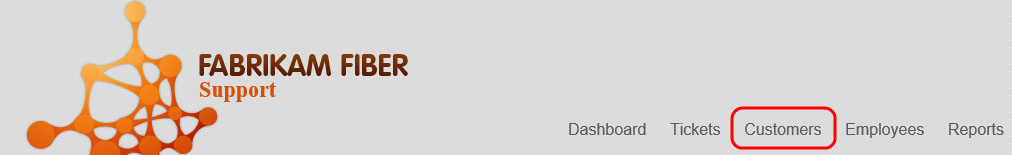 FABRIKAM FIBER
Support
Dashboard Tickets Customers Employees Reports